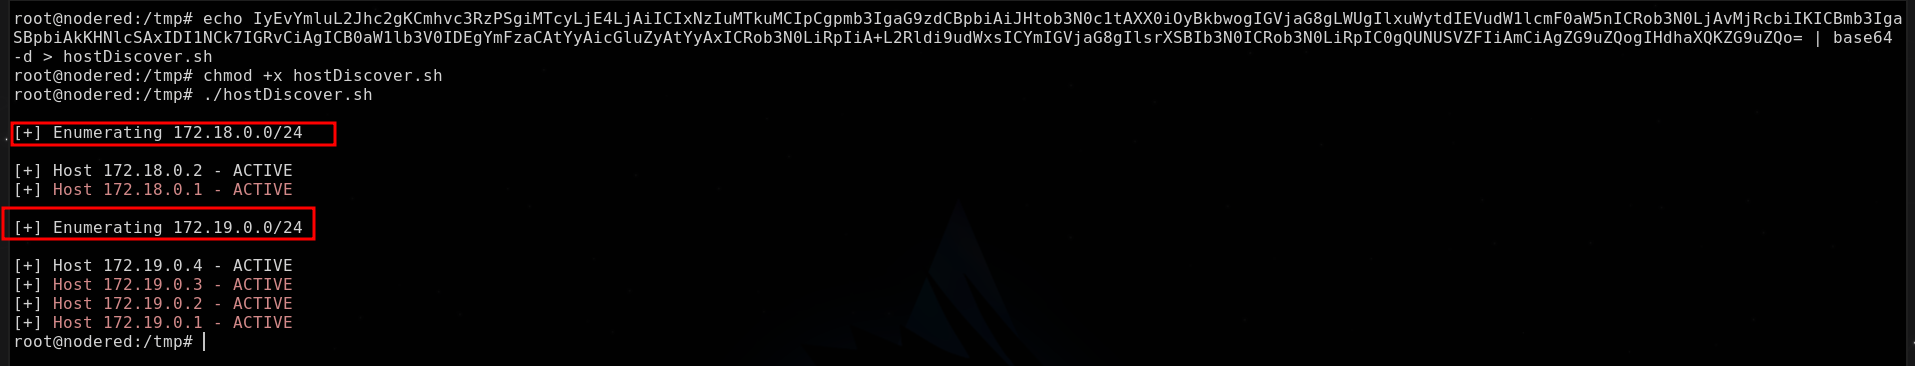 root@nodered:/tmp# echo IyEvYmluL2Jhc2gKCmhvc3RzPSgiMTcyLjE4LjAiICIxNzIuMTkuMCIpCgpmb3IgaG9zdCBpbiAiJHtob3N0c1tAXX0iOyBkbwogIGVjaG8gLWUgIlxuWytdIEVudW1lcmF0aW5nICRob3N0LjAvMjRcbiIKICBmb3IgaSBpbiAkKHNlcSAxIDI1NCk7IGRvCiAgICB0aW1lb3V0IDEgYmFzaCAtYyAicGluZyAtYyAxICRob3N0LiRpIiA+L2Rldi9udWxsICYmIGVjaG8gIlsrXSBIb3N0ICRob3N0LiRpIC0gQUNUSVZFIiAmCiAgZG9uZQogIHdhaXQKZG9uZQo= | base64
-d > hostDiscover.sh
root@nodered:/tmp# chmod +x hostDiscover.sh
root@nodered:/tmp# ./hostDiscover.sh
[+] Enumerating 172.18.0.0/24
[+] Host 172.18.0.2 - ACTIVE
[+] Host 172.18.0.1 - ACTIVE
[+] Enumerating 172.19.0.0/24
[+] Host 172.19.0.4 - ACTIVE
[+] Host 172.19.0.3 - ACTIVE
[+] Host 172.19.0.2 - ACTIVE
[+] Host 172.19.0.1 - ACTIVE
root@nodered:/tmp#